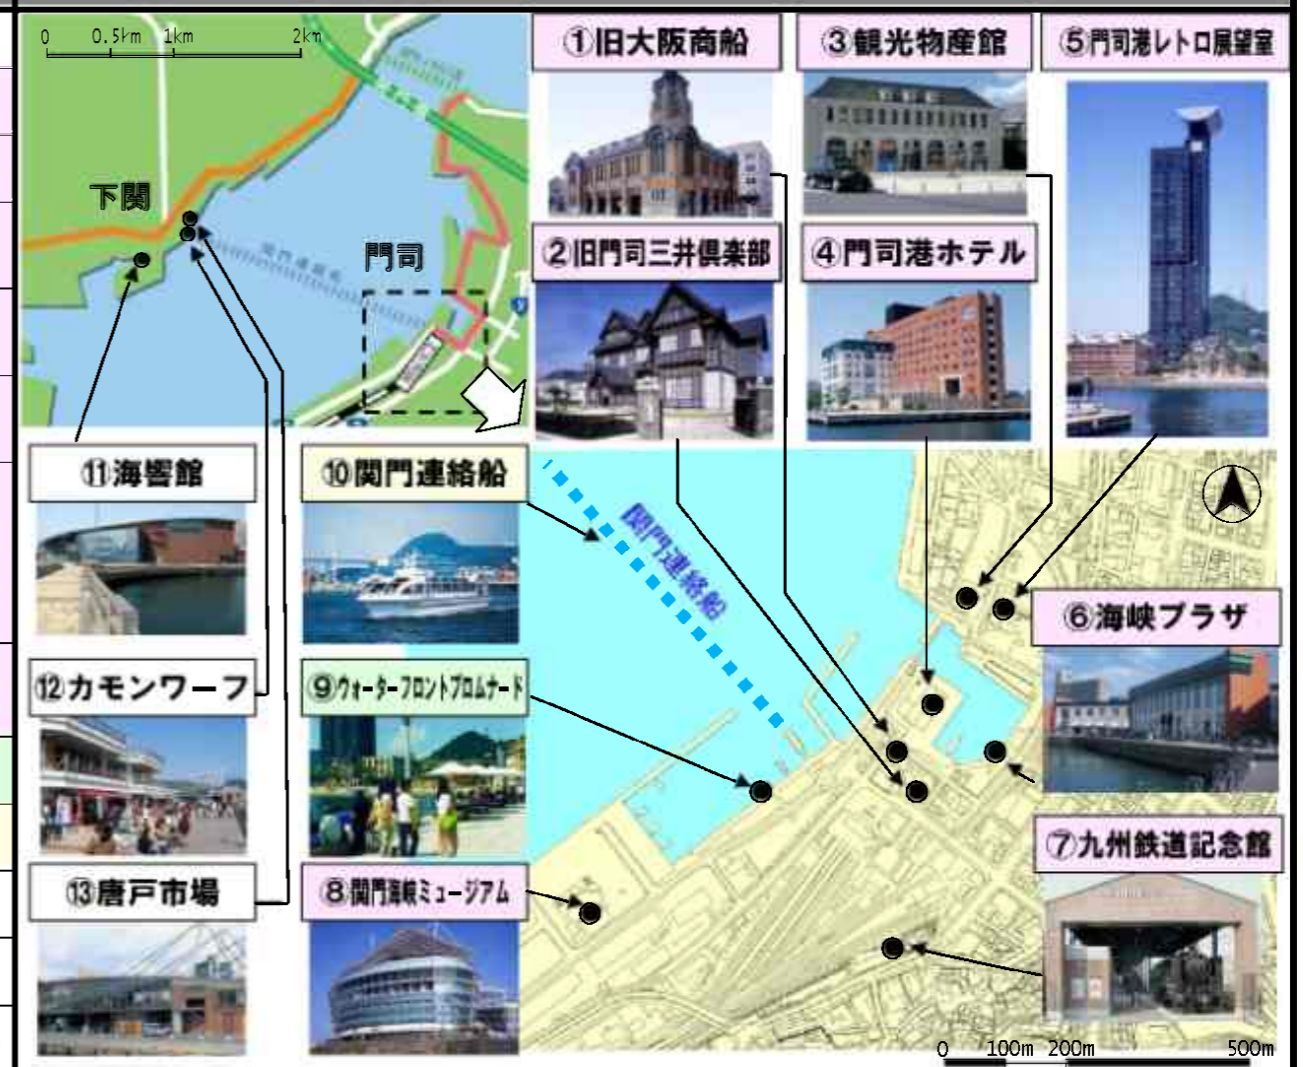 0 0.5km 1km 2km
下関
門司
関門連絡船
①旧大阪商船
③観光物産館
⑤門司港レトロ展望室
②旧門司三井倶楽部
④門司港ホテル
⑪海響館
⑩関門連絡船
関門連絡船
⑥海峡プラザ
⑫カモンワーフ
⑨ウォーターフロントプロムナード
⑦九州鉄道記念館
⑬唐戸市場
⑧関門海峡ミュージアム
0 100m 200m 500m